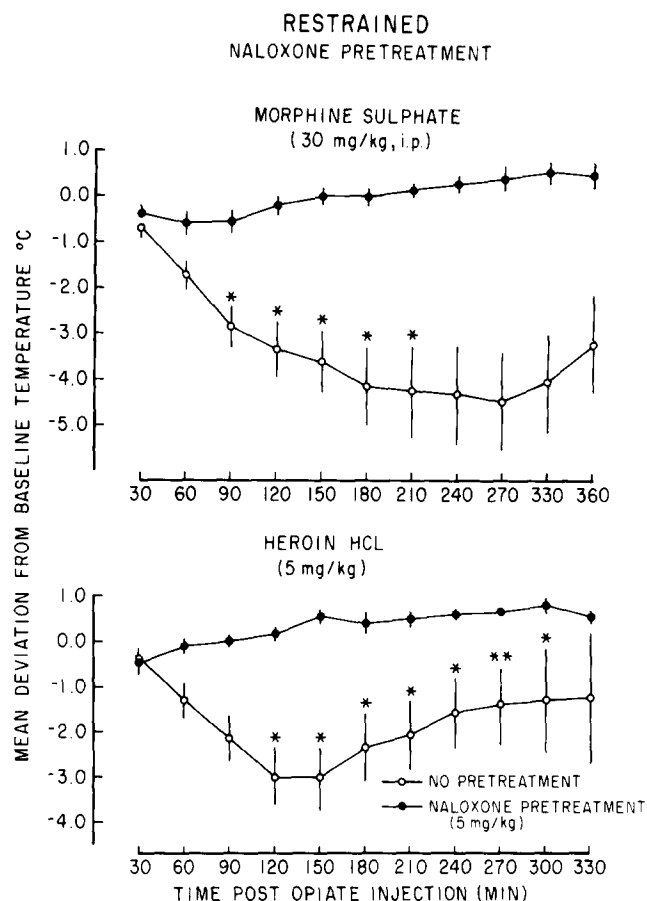 RESTRAINED
NALOXONE PRETREATMENT
MORPHINE SULPHATE
(30 mg/kg, i.p.)
MEAN DEVIATION FROM BASELINE TEMPERATURE °C
1.0
0.0
-1.0
-2.0
-3.0
-4.0
-5.0
* * * * *
30 60 90 120 150 180 210 240 270 330 360
HEROIN HCL
(5 mg/kg)
1.0
0.0
-1.0
-2.0
-3.0
-4.0
* * * * * ** *
NO PRETREATMENT
NALOXONE PRETREATMENT
(5 mg/kg)
30 60 90 120 150 180 210 240 270 300 330
TIME POST OPIATE INJECTION (MIN)